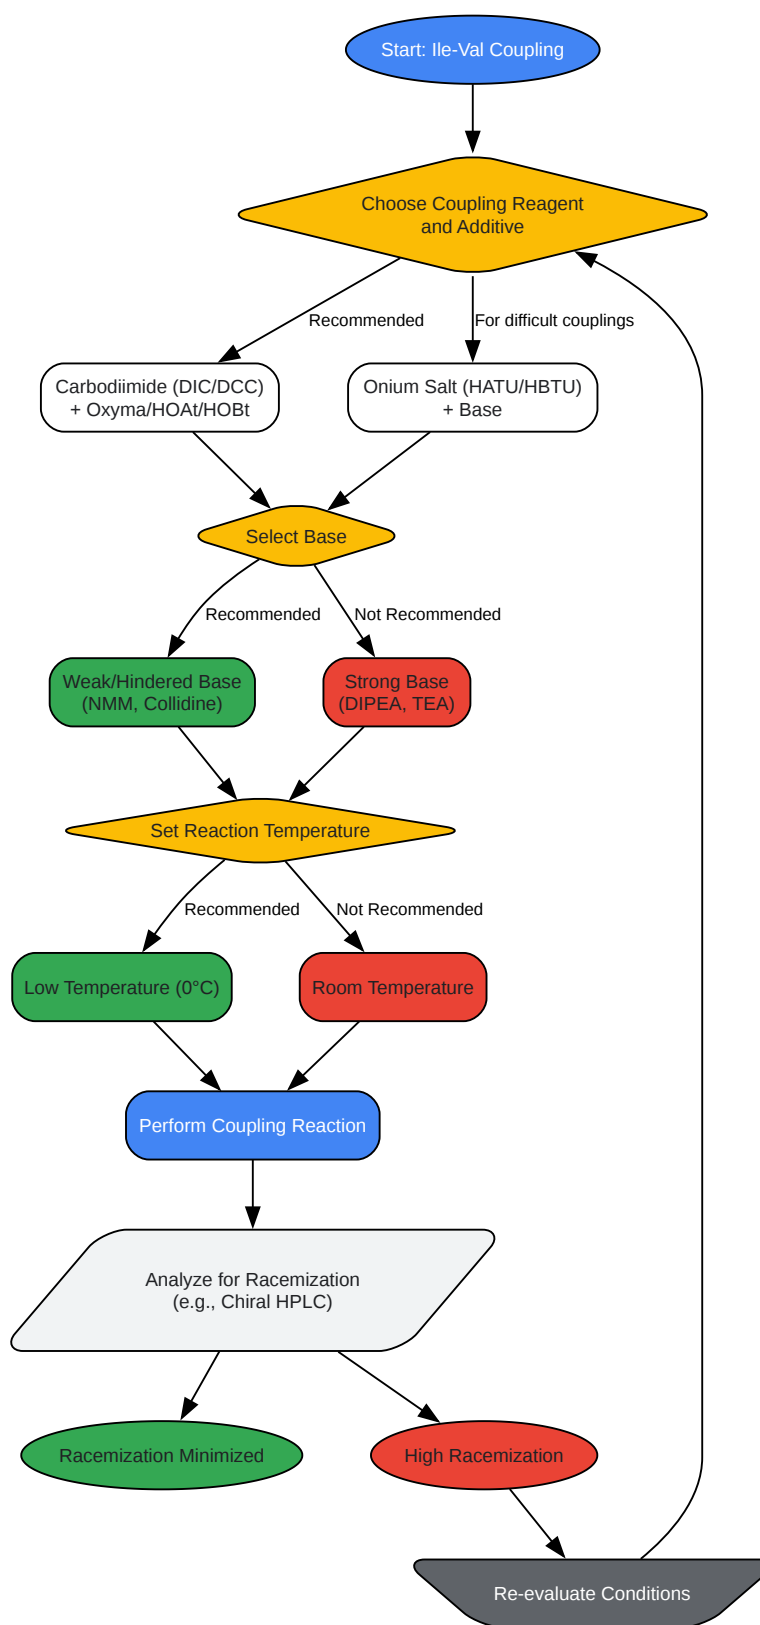 Start: Ile-Val Coupling
Choose Coupling Reagent
and Additive
Recommended
For difficult couplings
Carbodiimide (DIC/DCC)
+ Oxyma/HOAt/HOBt
Onium Salt (HATU/HBTU)
+ Base
Select Base
Recommended
Not Recommended
Weak/Hindered Base
(NMM, Collidine)
Strong Base
(DIPEA, TEA)
Set Reaction Temperature
Recommended
Not Recommended
Low Temperature (0°C)
Room Temperature
Perform Coupling Reaction
Analyze for Racemization
(e.g., Chiral HPLC)
Racemization Minimized
High Racemization
Re-evaluate Conditions